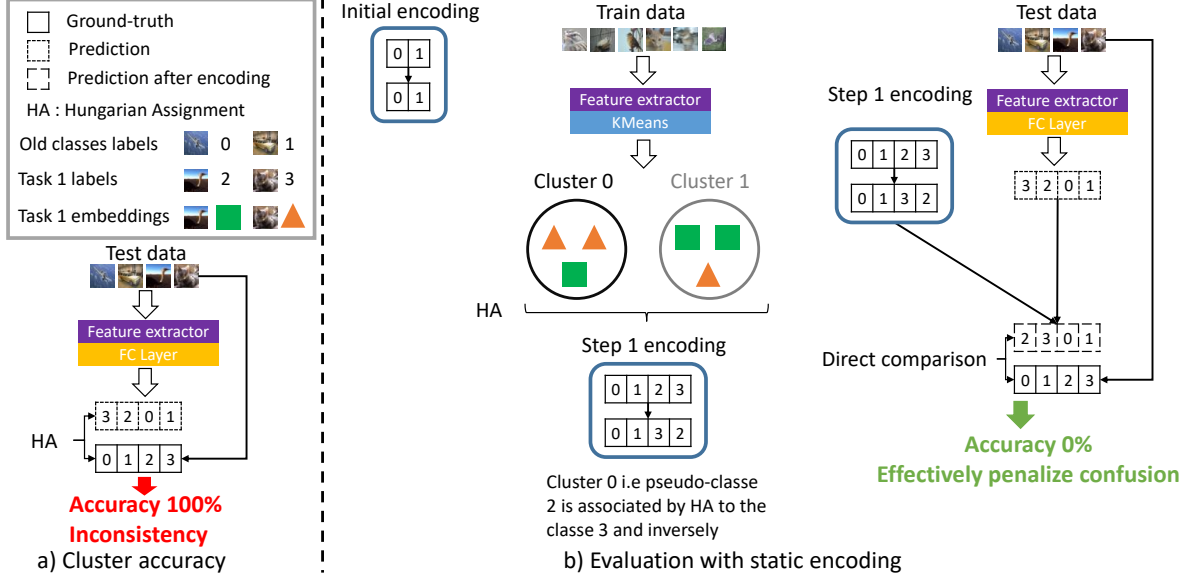 Ground-truth
Prediction
Prediction after encoding
HA : Hungarian Assignment
Old classes labels 0 1
Task 1 labels 2 3
Task 1 embeddings
Test data
Feature extractor
FC Layer
3 2 0 1
HA
0 1 2 3
Accuracy 100%
Inconsistency
a) Cluster accuracy
Initial encoding
0 1
0 1
Train data
Feature extractor
KMeans
Cluster 0
Cluster 1
HA
Step 1 encoding
0 1 2 3
0 1 3 2
Cluster 0 i.e pseudo-classe
2 is associated by HA to the
classe 3 and inversely
Test data
Feature extractor
FC Layer
Step 1 encoding
0 1 2 3
0 1 3 2
3 2 0 1
2 3 0 1
Direct comparison
0 1 2 3
Accuracy 0%
Effectively penalize confusion
b) Evaluation with static encoding